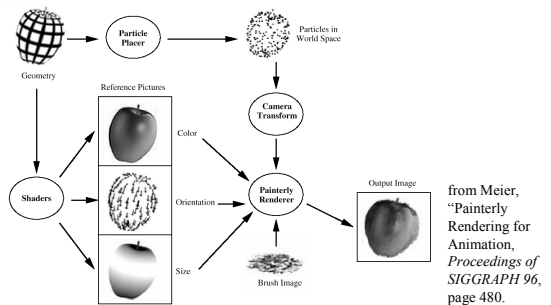 Particle
Placer
Particles in
World Space
Geometry
Reference Pictures
Camera
Transform
Color
Shaders
Orientation
Painterly
Renderer
Output Image
Size
Brush Image
from Meier,
“Painterly
Rendering for
Animation,
Proceedings of
SIGGRAPH 96,
page 480.